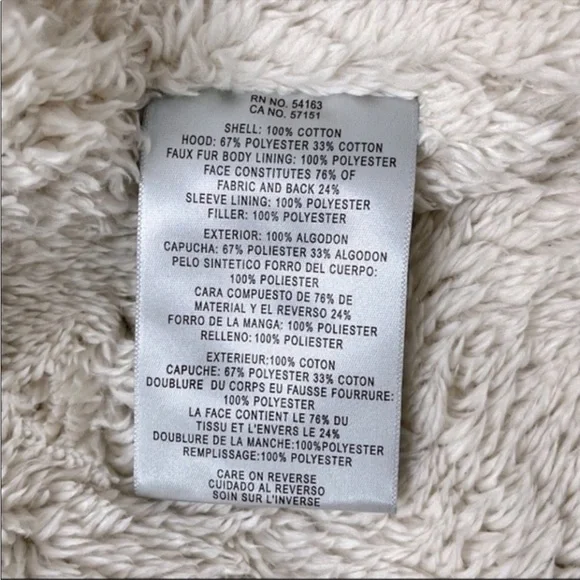 RN NO. 54163
CA NO. 57151
SHELL: 100% COTTON
HOOD: 67% POLYESTER 33% COTTON
FAUX FUR BODY LINING: 100% POLYESTER
FACE CONSTITUTES 76% OF
FABRIC AND BACK 24%
SLEEVE LINING: 100% POLYESTER
FILLER: 100% POLYESTER
EXTERIOR: 100% ALGODON
CAPUCHA: 67% POLIESTER 33% ALGODON
PELO SINTETICO FORRO DEL CUERPO:
100% POLIESTER
CARA COMPUESTO DE 76% DE
MATERIAL Y EL REVERSO 24%
FORRO DE LA MANGA: 100% POLIESTER
RELLENO: 100% POLIESTER
EXTERIEUR:100% COTON
CAPUCHE: 67% POLYESTER 33% COTON
DOUBLURE DU CORPS EU FAUSSE FOURRURE:
100% POLYESTER
LA FACE CONTIENT LE 76% DU
TISSU ET L'ENVERS LE 24%
DOUBLURE DE LA MANCHE:100%POLYESTER
REMPLISSAGE:100% POLYESTER
CARE ON REVERSE
CUIDADO AL REVERSO
SOIN SUR L'INVERSE